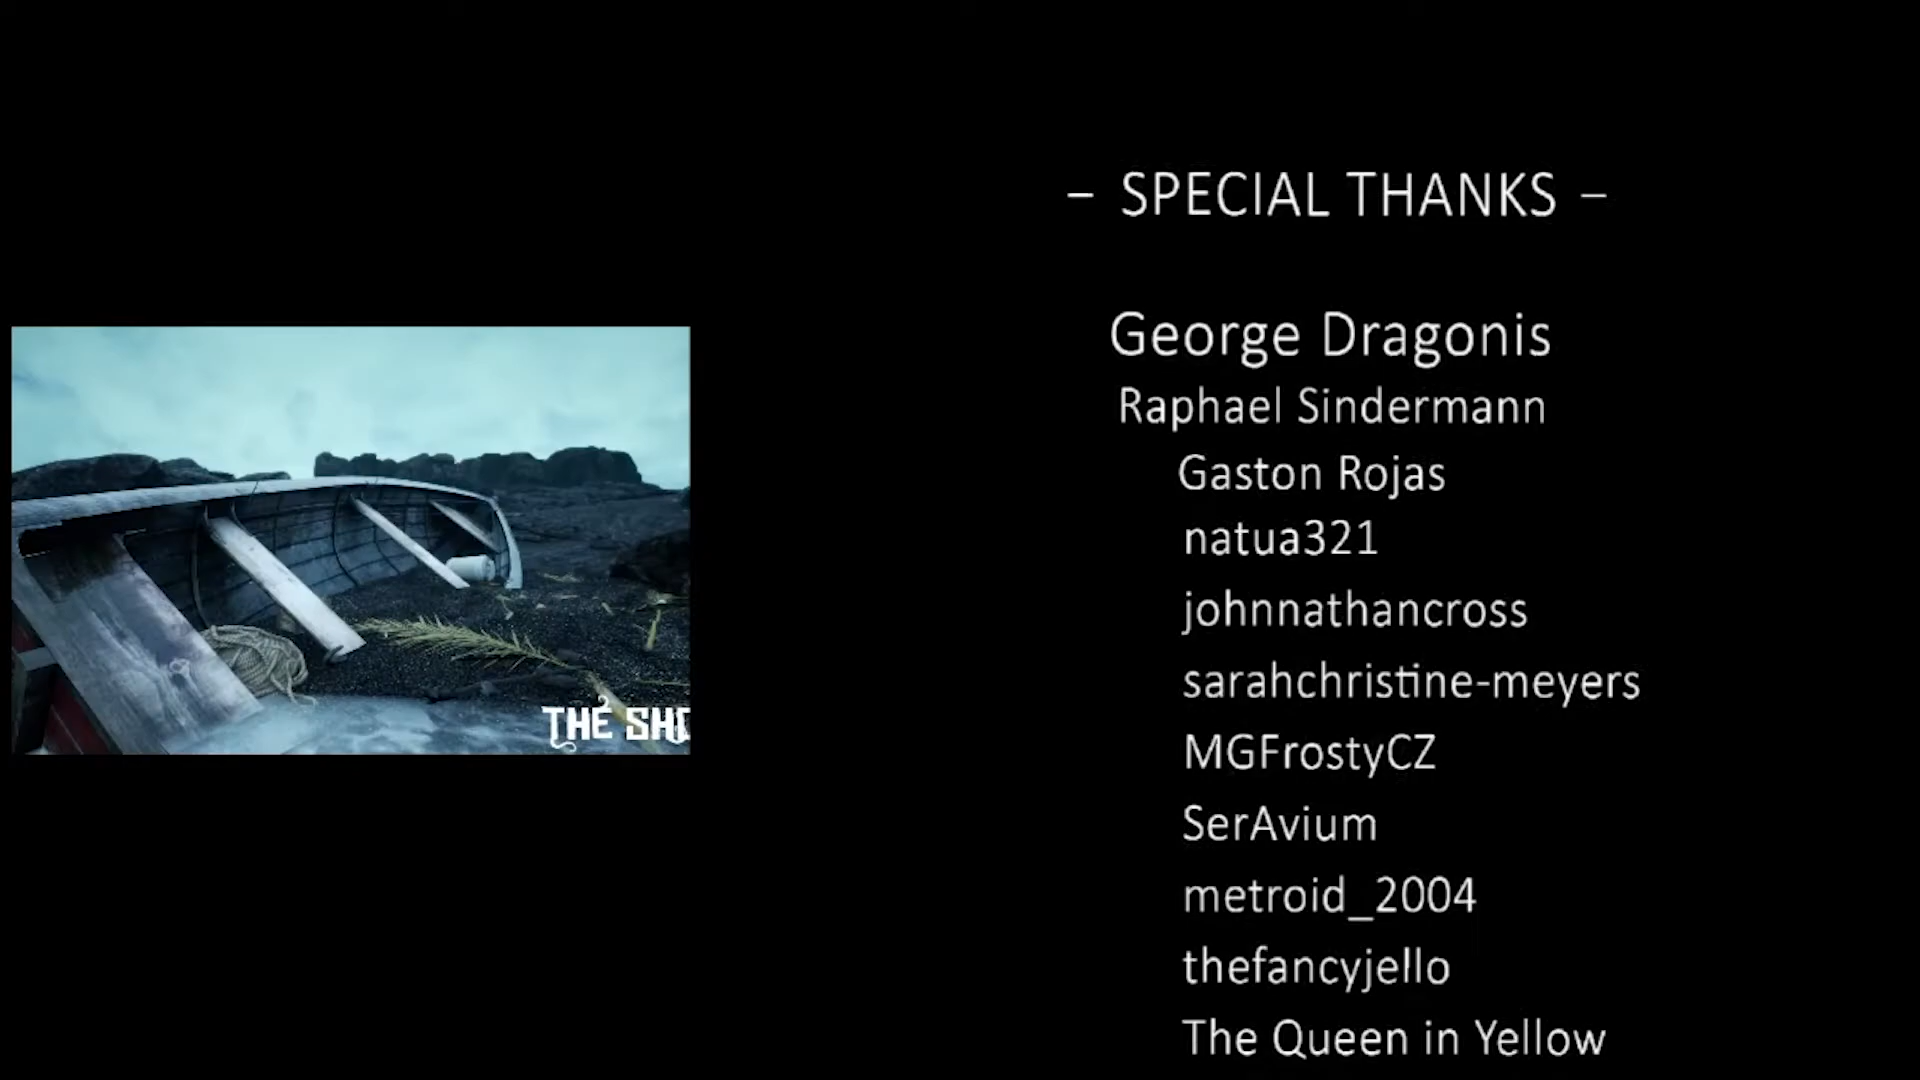 – SPECIAL THANKS –
George Dragonis
Raphael Sindermann
Gaston Rojas
natua321
johnnathancross
sarahchristine-meyers
MGFrostyCZ
SerAvium
metroid_2004
thefancyjello
The Queen in Yellow
THE